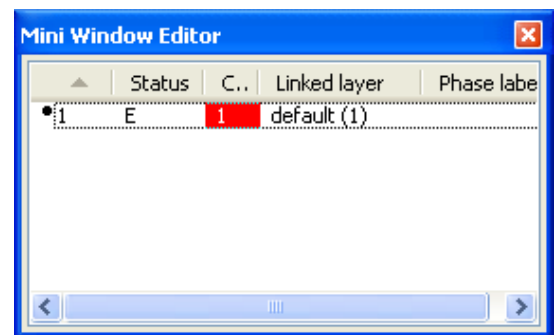 Mini Window Editor
Status C.. Linked layer Phase labe
1 E 1 default (1)